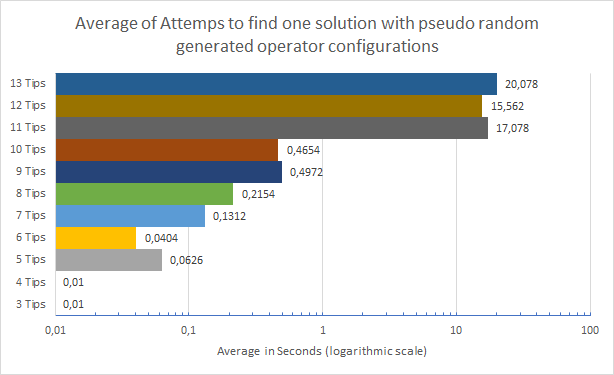 Average of Attemps to find one solution with pseudo random
generated operator configurations
13 Tips 20,078
12 Tips 15,562
11 Tips 17,078
10 Tips 0,4654
9 Tips 0,4972
8 Tips 0,2154
7 Tips 0,1312
6 Tips 0,0404
5 Tips 0,0626
4 Tips 0,01
3 Tips 0,01
0,01 0,1 1 10 100
Average in Seconds (logarithmic scale)